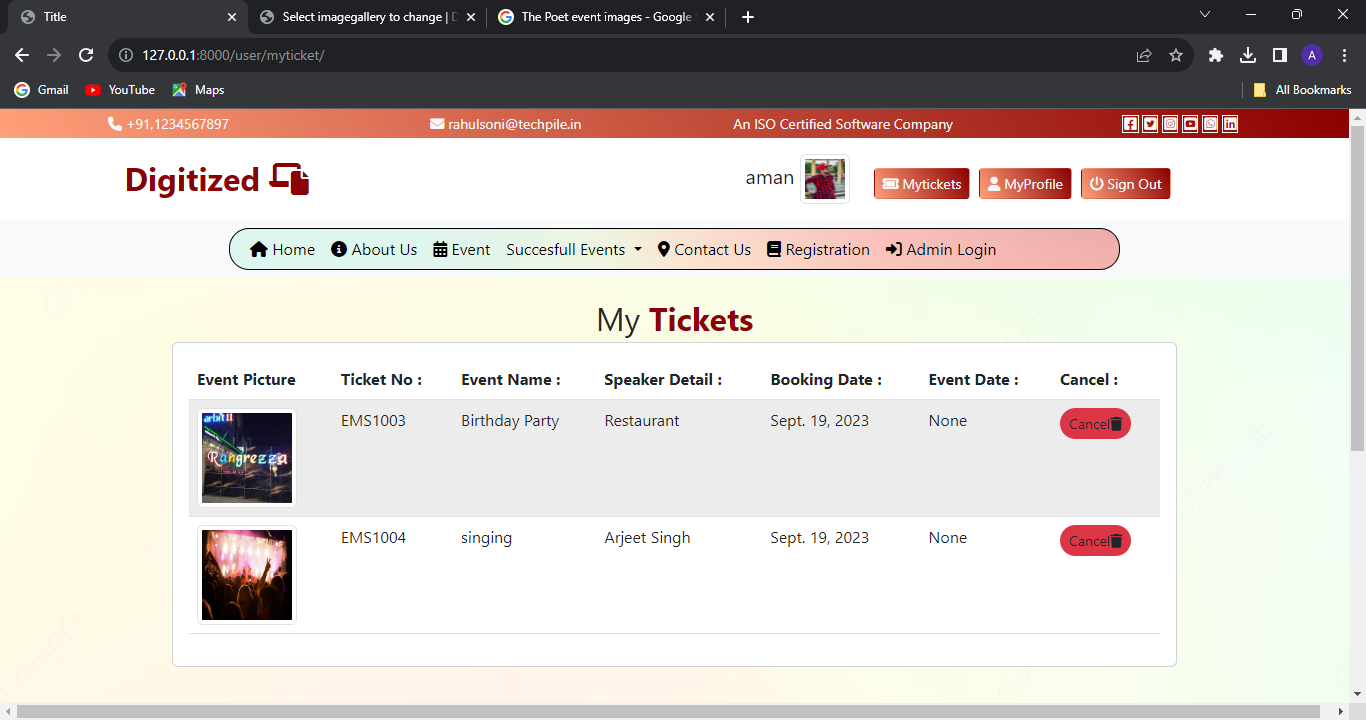 Title
Select imagegallery to change | D
The Poet event images - Google S
127.0.0.1:8000/user/myticket/
A
Gmail YouTube Maps All Bookmarks
+91,1234567897 rahulsoni@techpile.in An ISO Certified Software Company
Digitized
aman Mytickets MyProfile Sign Out
Home About Us Event Succesfull Events Contact Us Registration Admin Login
My Tickets
Event Picture Ticket No : Event Name : Speaker Detail : Booking Date : Event Date : Cancel :
Rangrezza
EMS1003 Birthday Party Restaurant Sept. 19, 2023 None Cancel
EMS1004 singing Arjeet Singh Sept. 19, 2023 None Cancel